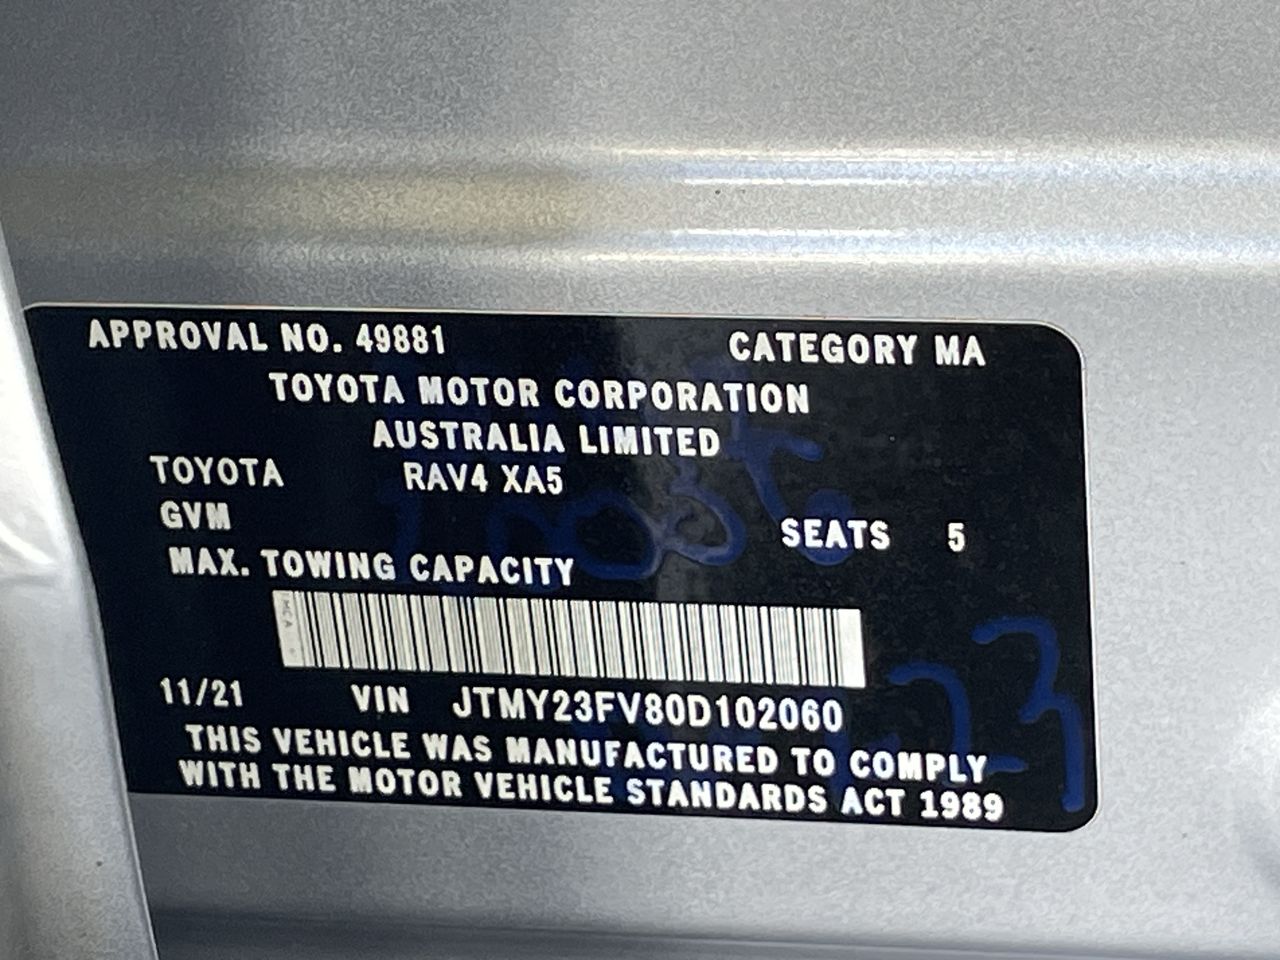 APPROVAL NO. 49881 CATEGORY MA
TOYOTA MOTOR CORPORATION
AUSTRALIA LIMITED
TOYOTA RAV4 XA5
GVM SEATS 5
MAX. TOWING CAPACITY
11/21 VIN JTMY23FV80D102060
THIS VEHICLE WAS MANUFACTURED TO COMPLY
WITH THE MOTOR VEHICLE STANDARDS ACT 1989